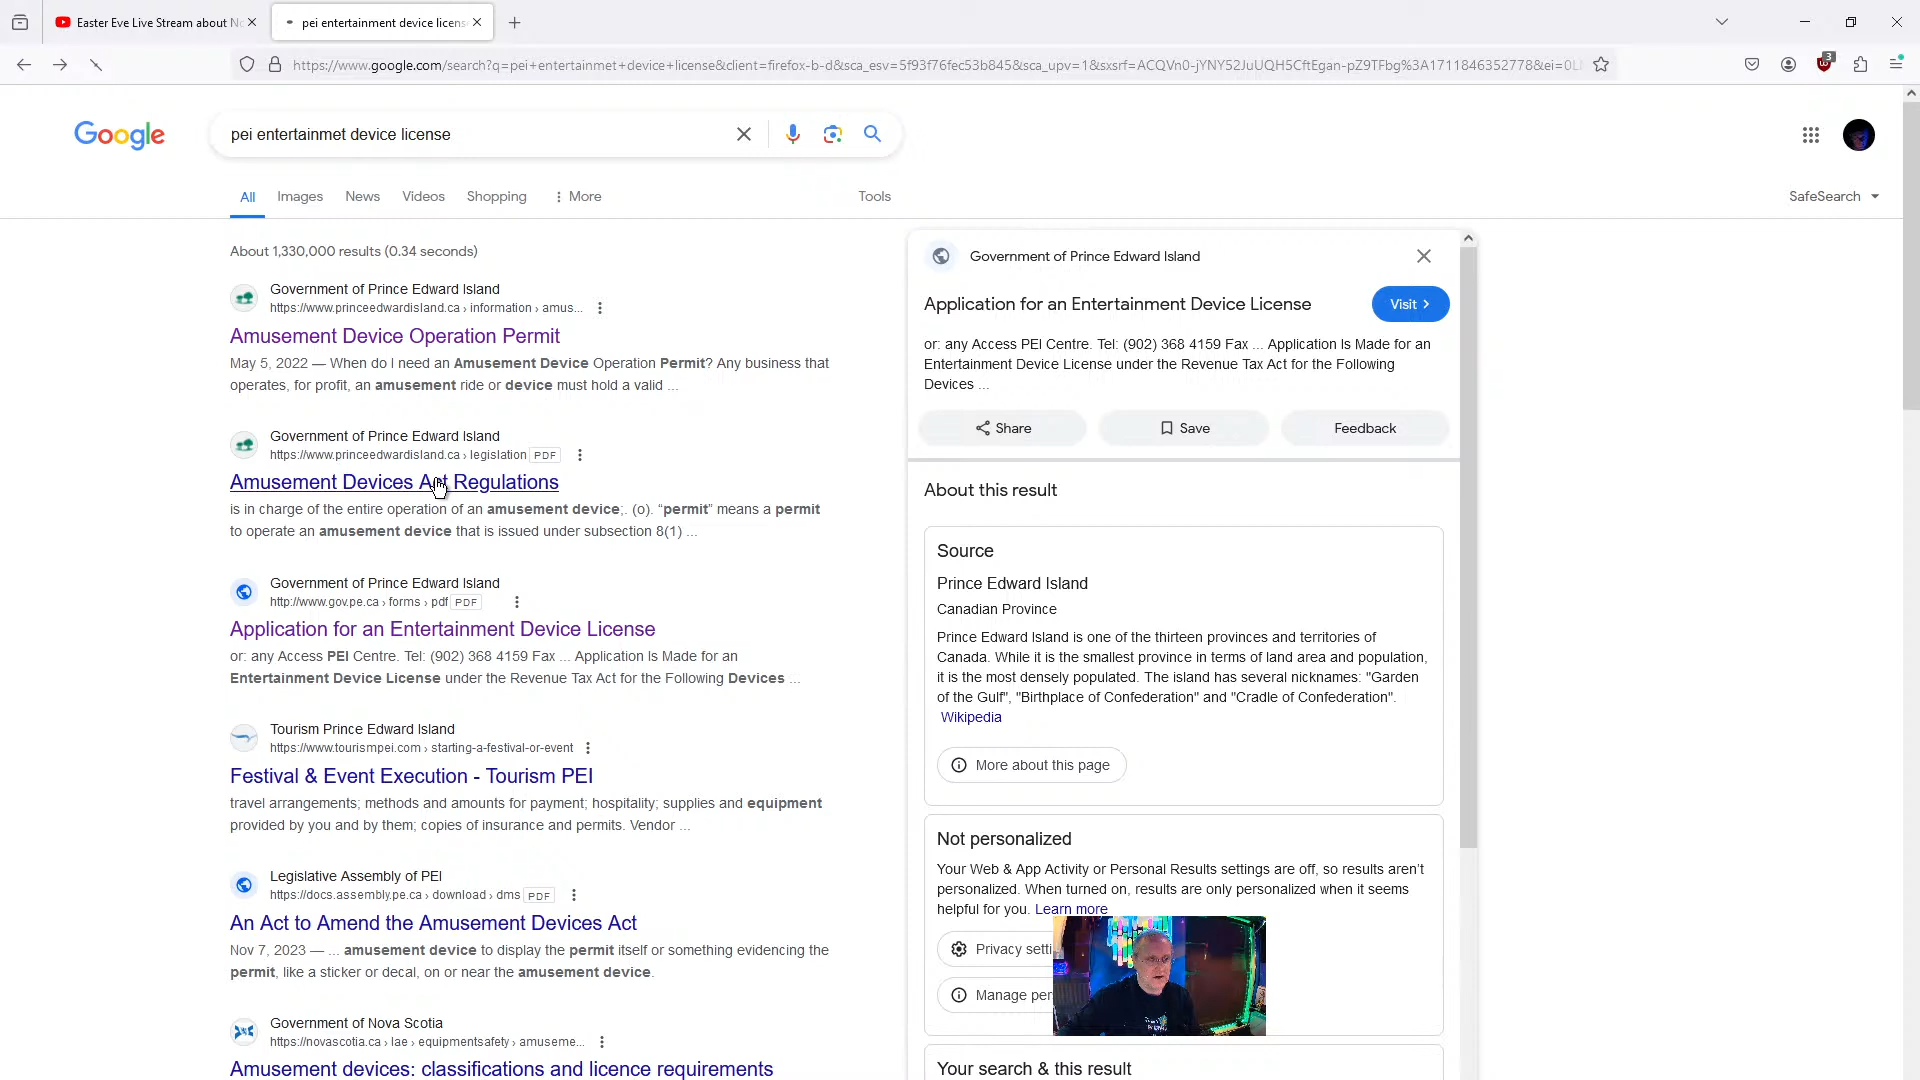 Easter Eve Live Stream about N
pei entertainment device licens
https://www.google.com/search?q=pei+entertainmet+device+license&client=firefox-b-d&sca_esv=5f93f76fec53b845&sca_upv=1&sxsrf=ACQVn0-jYNY52JuUQH5CftEgan-pZ9TFbg%3A1711846352778&ei=0L
3
Google
pei entertainmet device license
All
Images
News
Videos
Shopping
More
Tools
SafeSearch
About 1,330,000 results (0.34 seconds)
Government of Prince Edward Island
https://www.princeedwardisland.ca › information › amus...
Amusement Device Operation Permit
May 5, 2022 — When do I need an Amusement Device Operation Permit? Any business that
operates, for profit, an amusement ride or device must hold a valid ...
Government of Prince Edward Island
https://www.princeedwardisland.ca › legislation PDF
Amusement Devices Act Regulations
is in charge of the entire operation of an amusement device;. (o). “permit” means a permit
to operate an amusement device that is issued under subsection 8(1) ...
Government of Prince Edward Island
http://www.gov.pe.ca › forms › pdf PDF
Application for an Entertainment Device License
or: any Access PEI Centre. Tel: (902) 368 4159 Fax ... Application Is Made for an
Entertainment Device License under the Revenue Tax Act for the Following Devices ...
Tourism Prince Edward Island
https://www.tourismpei.com › starting-a-festival-or-event
Festival & Event Execution - Tourism PEI
travel arrangements; methods and amounts for payment; hospitality; supplies and equipment
provided by you and by them; copies of insurance and permits. Vendor ...
Legislative Assembly of PEI
https://docs.assembly.pe.ca › download › dms PDF
An Act to Amend the Amusement Devices Act
Nov 7, 2023 — ... amusement device to display the permit itself or something evidencing the
permit, like a sticker or decal, on or near the amusement device.
Government of Nova Scotia
https://novascotia.ca › lae › equipmentsafety › amuseme...
Amusement devices: classifications and licence requirements
Government of Prince Edward Island
Application for an Entertainment Device License
Visit
or: any Access PEI Centre. Tel: (902) 368 4159 Fax ... Application Is Made for an
Entertainment Device License under the Revenue Tax Act for the Following
Devices ...
Share
Save
Feedback
About this result
Source
Prince Edward Island
Canadian Province
Prince Edward Island is one of the thirteen provinces and territories of
Canada. While it is the smallest province in terms of land area and population,
it is the most densely populated. The island has several nicknames: "Garden
of the Gulf", "Birthplace of Confederation" and "Cradle of Confederation".
Wikipedia
More about this page
Not personalized
Your Web & App Activity or Personal Results settings are off, so results aren't
personalized. When turned on, results are only personalized when it seems
helpful for you. Learn more
Privacy setti
Manage per
Your search & this result